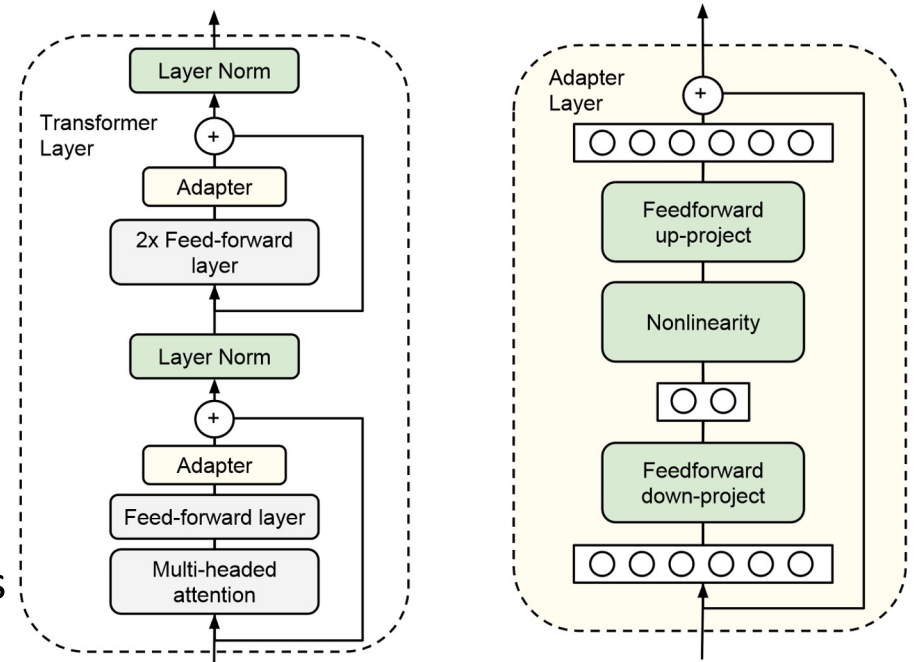 Layer Norm
Transformer
Layer
+
Adapter
2x Feed-forward
layer
Layer Norm
+
Adapter
Feed-forward layer
Multi-headed
attention
s
Adapter
Layer
+
Feedforward
up-project
Nonlinearity
Feedforward
down-project